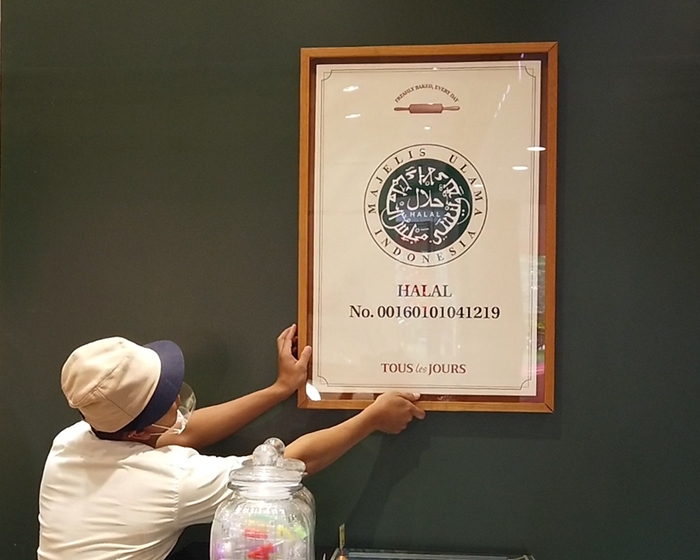 FRESHLY BAKED, EVERY DAY
MAJELIS ULAMA
حلال
HALAL
INDONESIA
HALAL
No. 00160101041219
TOUS les JOURS